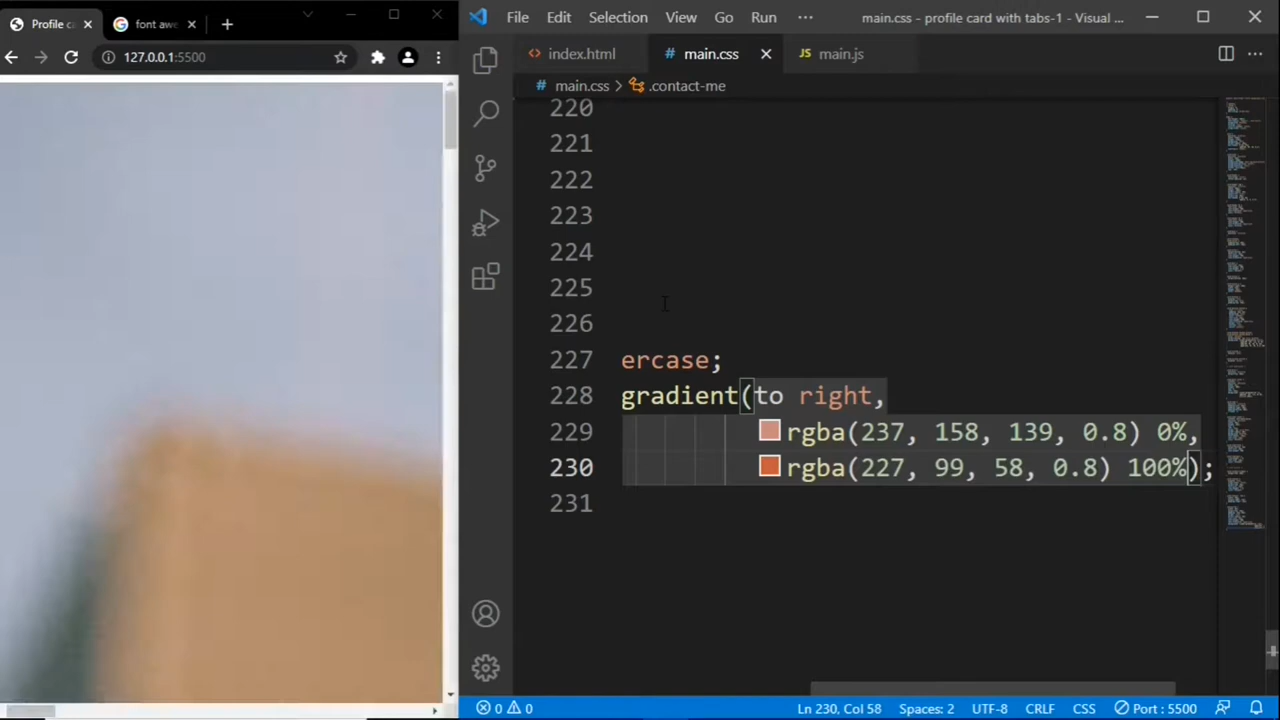 Profile ca
font awe
File Edit Selection View Go Run ··· main.css - profile card with tabs-1 - Visual ...
127.0.0.1:5500
index.html # main.css JS main.js
# main.css > .contact-me
220
221
222
223
224
225
226
227 ercase;
228 gradient(to right,
229 rgba(237, 158, 139, 0.8) 0%,
230 rgba(227, 99, 58, 0.8) 100%);
231
0 0 Ln 230, Col 58 Spaces: 2 UTF-8 CRLF CSS Port : 5500